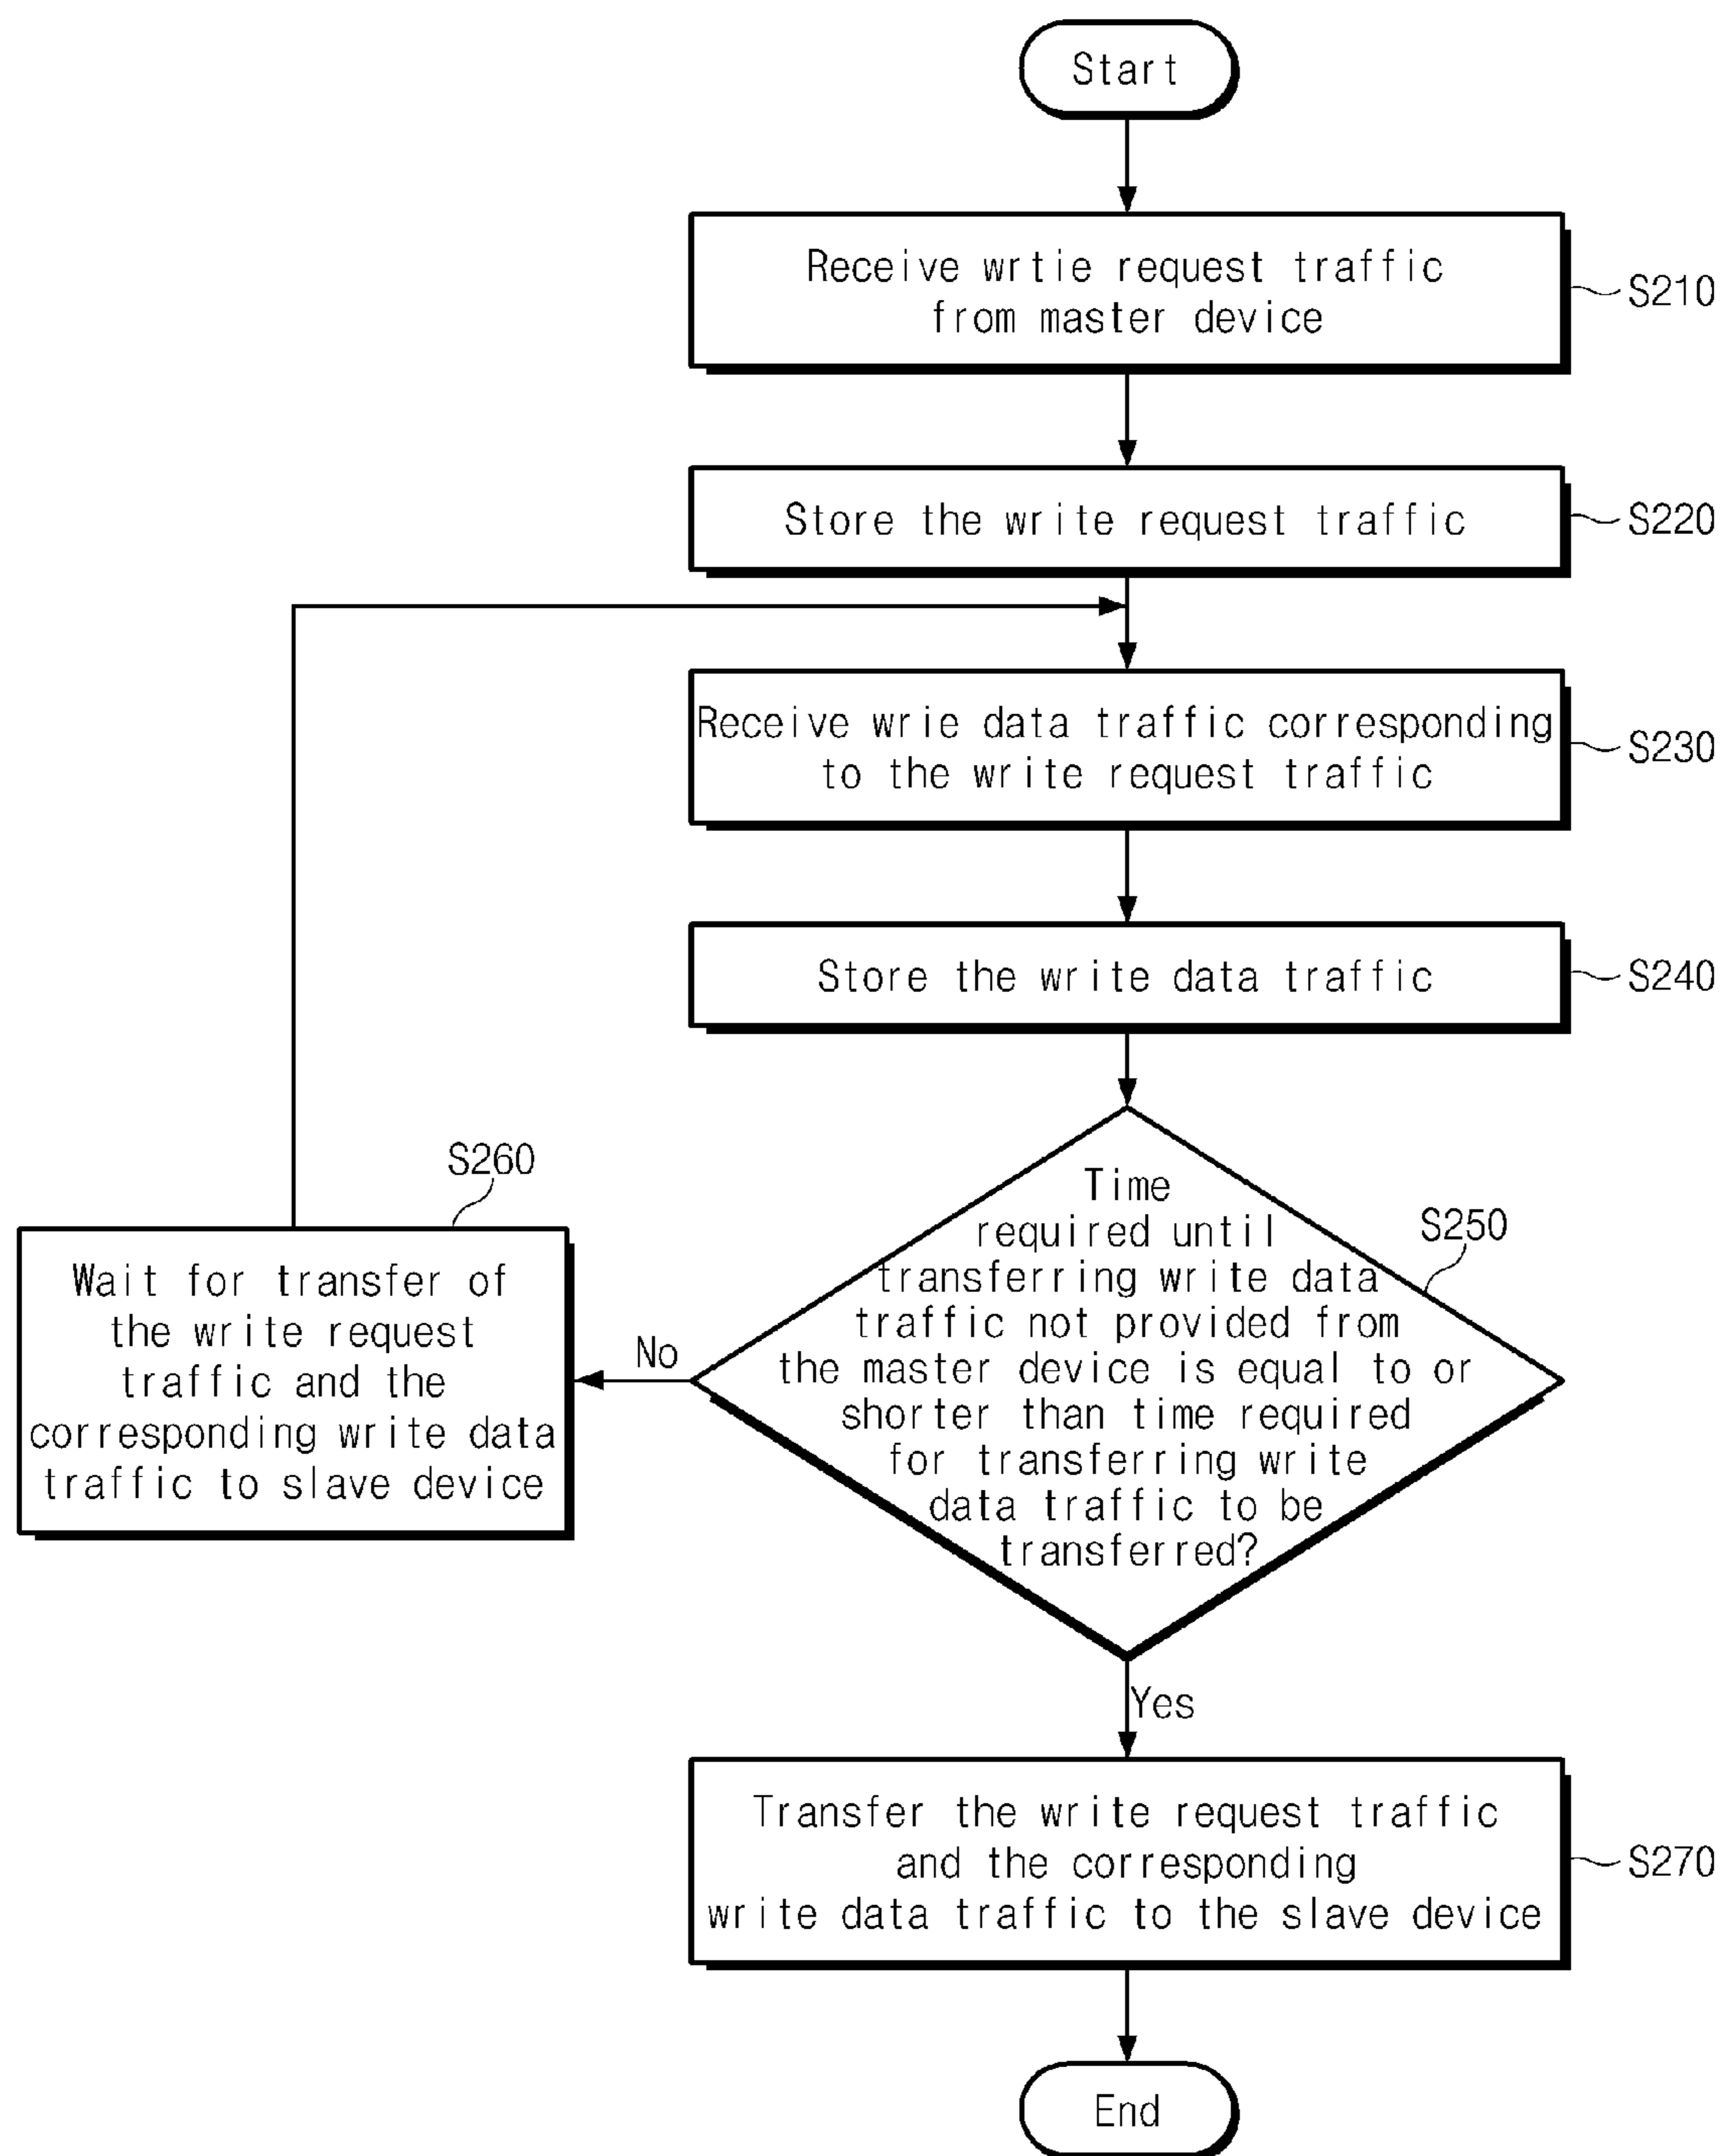 Start
Receive wrtie request traffic
from master device
S210
Store the write request traffic
S220
Receive wrie data traffic corresponding
to the write request traffic
S230
Store the write data traffic
S240
Time
required until
transferring write data
traffic not provided from
the master device is equal to or
shorter than time required
for transferring write
data traffic to be
transferred?
S250
No
S260
Wait for transfer of
the write request
traffic and the
corresponding write data
traffic to slave device
Yes
Transfer the write request traffic
and the corresponding
write data traffic to the slave device
S270
End